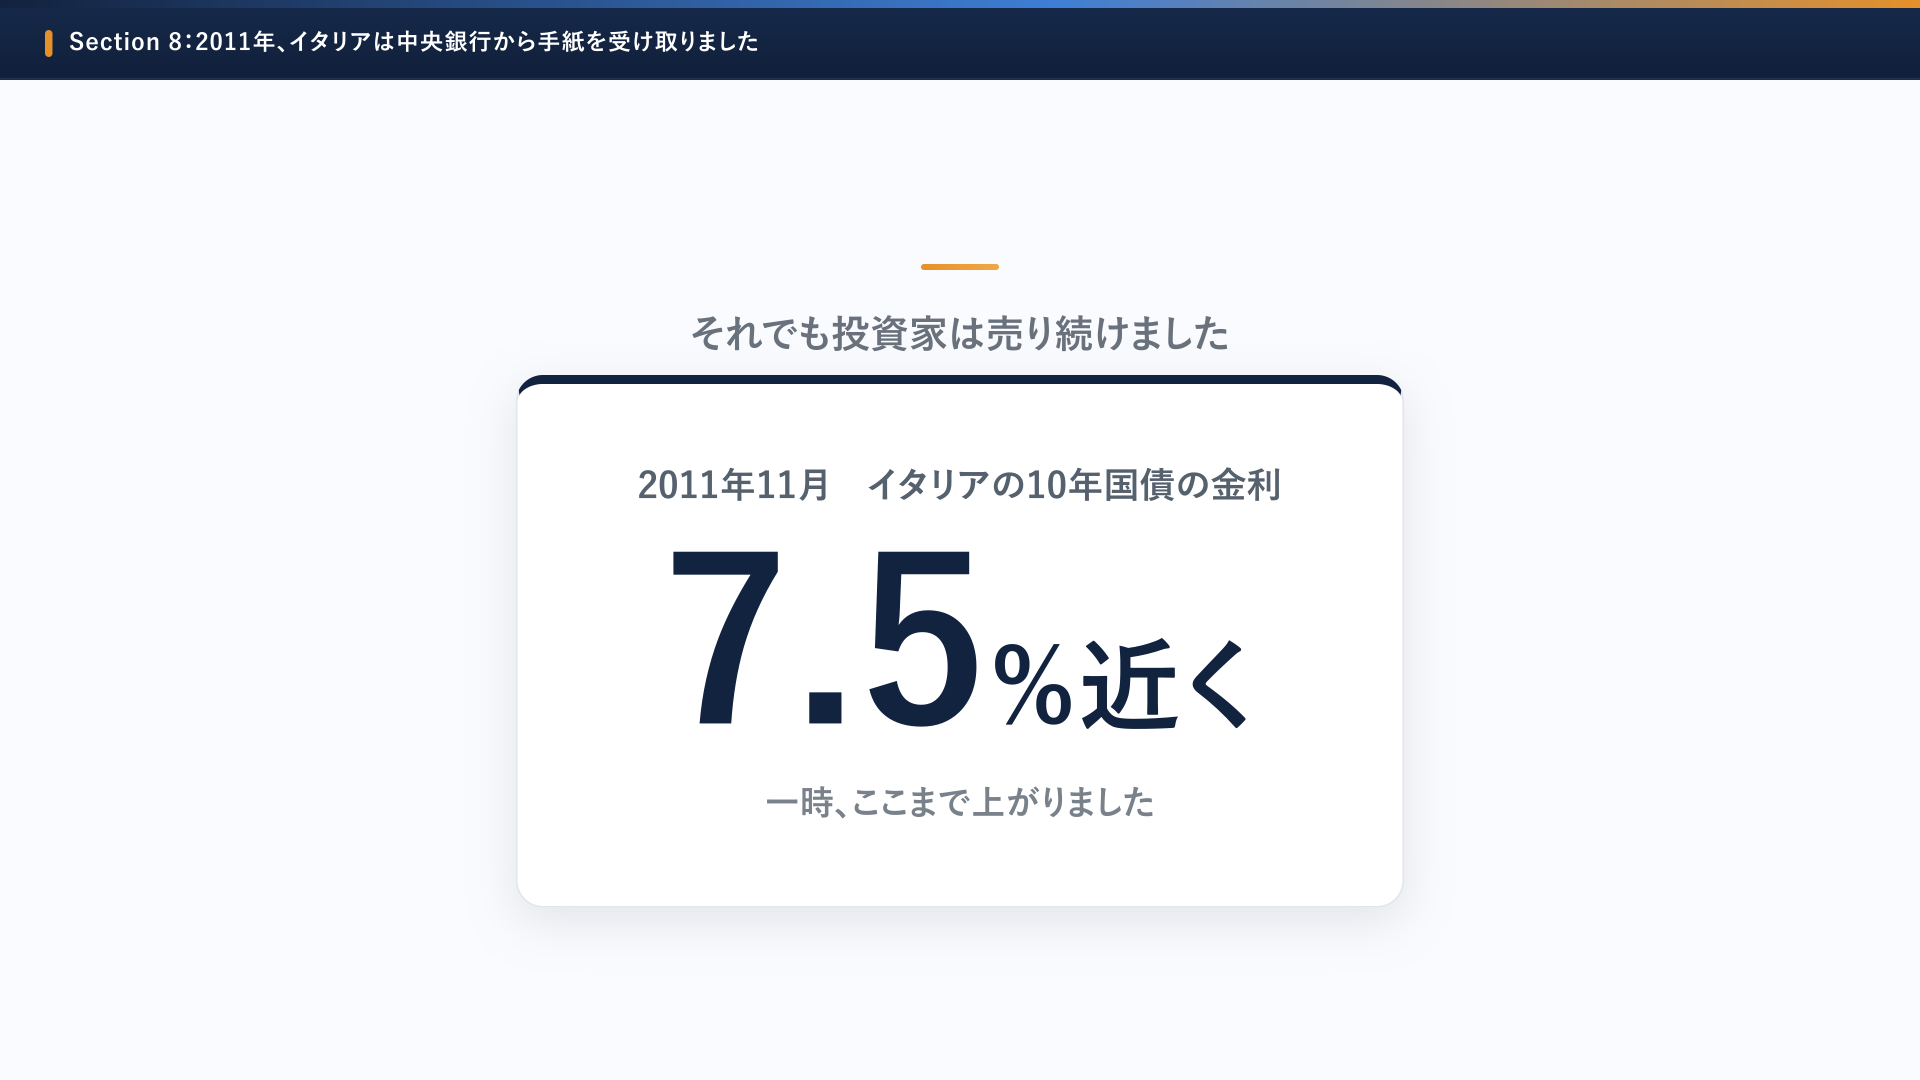 Section 8：2011年、イタリアは中央銀行から手紙を受け取りました
それでも投資家は売り続けました
2011年11月　イタリアの10年国債の金利
7.5%近く
一時、ここまで上がりました